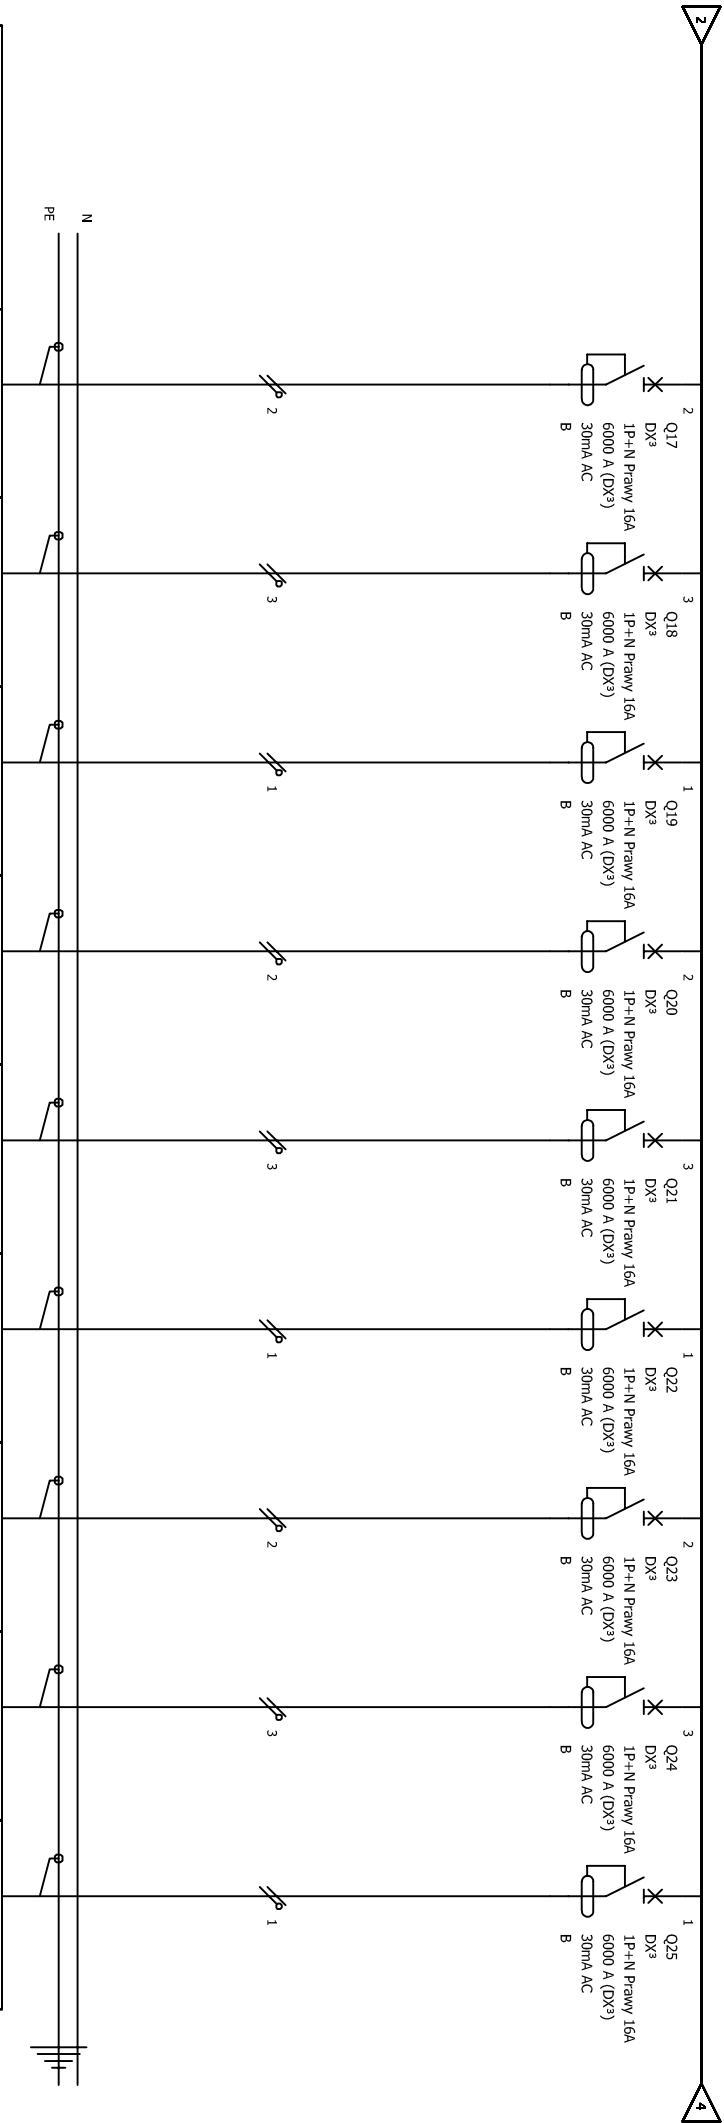 2
2
Q17
DX³
1P+N Prawy 16A
6000 A (DX³)
30mA AC
B
2
3
Q18
DX³
1P+N Prawy 16A
6000 A (DX³)
30mA AC
B
3
1
Q19
DX³
1P+N Prawy 16A
6000 A (DX³)
30mA AC
B
1
2
Q20
DX³
1P+N Prawy 16A
6000 A (DX³)
30mA AC
B
2
3
Q21
DX³
1P+N Prawy 16A
6000 A (DX³)
30mA AC
B
3
1
Q22
DX³
1P+N Prawy 16A
6000 A (DX³)
30mA AC
B
1
2
Q23
DX³
1P+N Prawy 16A
6000 A (DX³)
30mA AC
B
2
3
Q24
DX³
1P+N Prawy 16A
6000 A (DX³)
30mA AC
B
3
1
Q25
DX³
1P+N Prawy 16A
6000 A (DX³)
30mA AC
B
1
4
N
PE